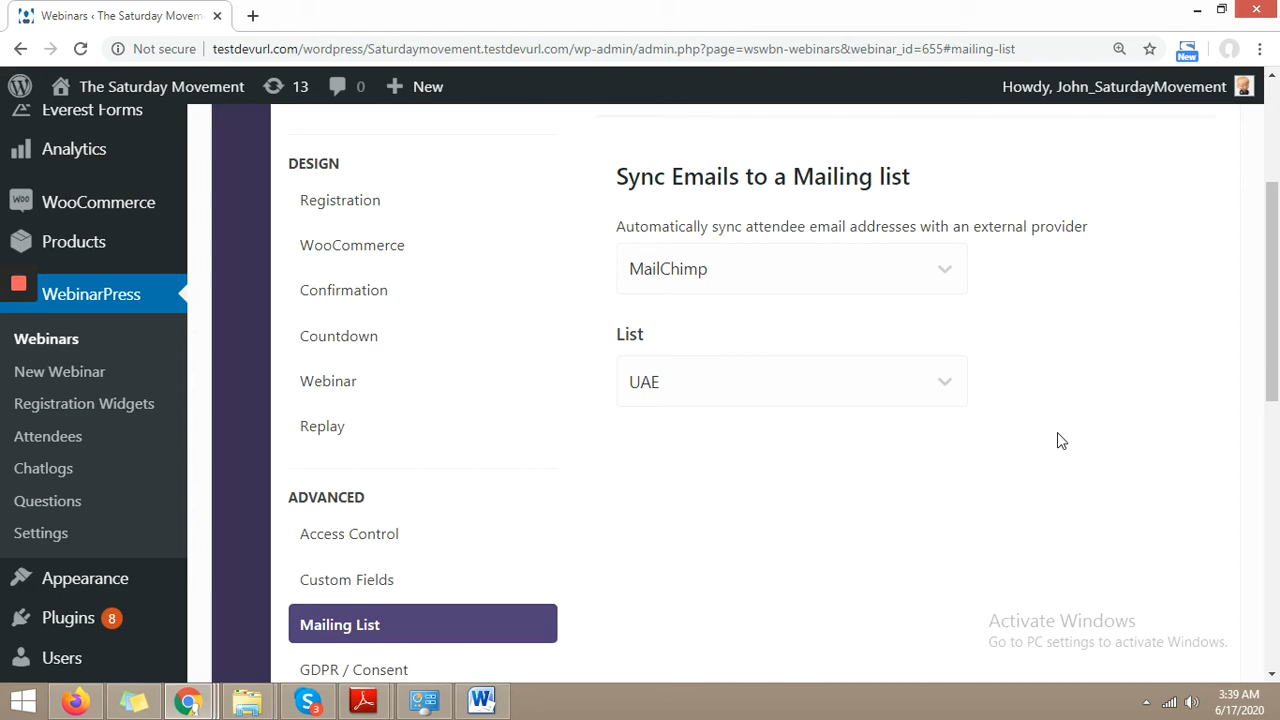 Webinars ‹ The Saturday Movem
Not secure
testdevurl.com/wordpress/Saturdaymovement.testdevurl.com/wp-admin/admin.php?page=wswbn-webinars&webinar_id=655#mailing-list
New
The Saturday Movement
13
0
New
Howdy, John_SaturdayMovement
Everest Forms
Analytics
Woo
WooCommerce
Products
WebinarPress
Webinars
New Webinar
Registration Widgets
Attendees
Chatlogs
Questions
Settings
Appearance
Plugins 8
Users
DESIGN
Registration
WooCommerce
Confirmation
Countdown
Webinar
Replay
ADVANCED
Access Control
Custom Fields
Mailing List
GDPR / Consent
Sync Emails to a Mailing list
Automatically sync attendee email addresses with an external provider
MailChimp
List
UAE
Activate Windows
Go to PC settings to activate Windows.
3
3:39 AM
6/17/2020